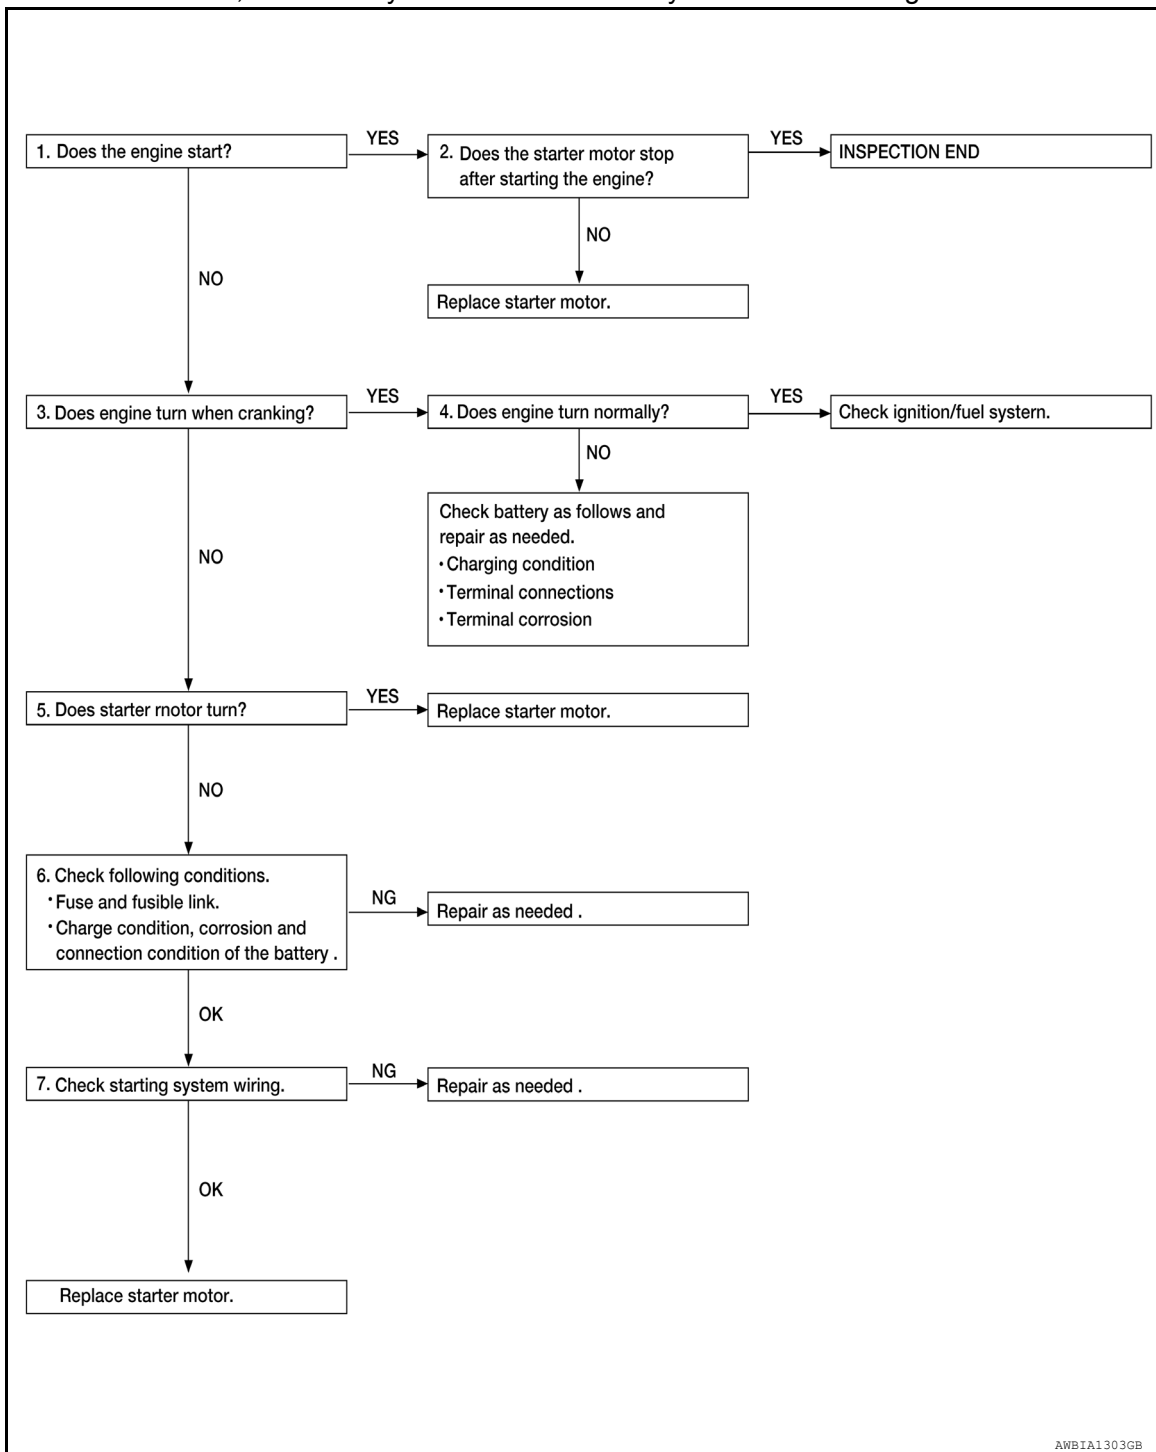 1. Does the engine start?
YES
2. Does the starter motor stop
after starting the engine?
YES
INSPECTION END
NO
Replace starter motor.
NO
3. Does engine turn when cranking?
YES
4. Does engine turn normally?
YES
Check ignition/fuel systern.
NO
Check battery as follows and
repair as needed.
・Charging condition
・Terminal connections
・Terminal corrosion
NO
5. Does starter rnotor turn?
YES
Replace starter motor.
NO
6. Check following conditions.
・Fuse and fusible link.
・Charge condition, corrosion and
connection condition of the battery .
NG
Repair as needed .
OK
7. Check starting system wiring.
NG
Repair as needed .
OK
Replace starter motor.
AWBIA1303GB